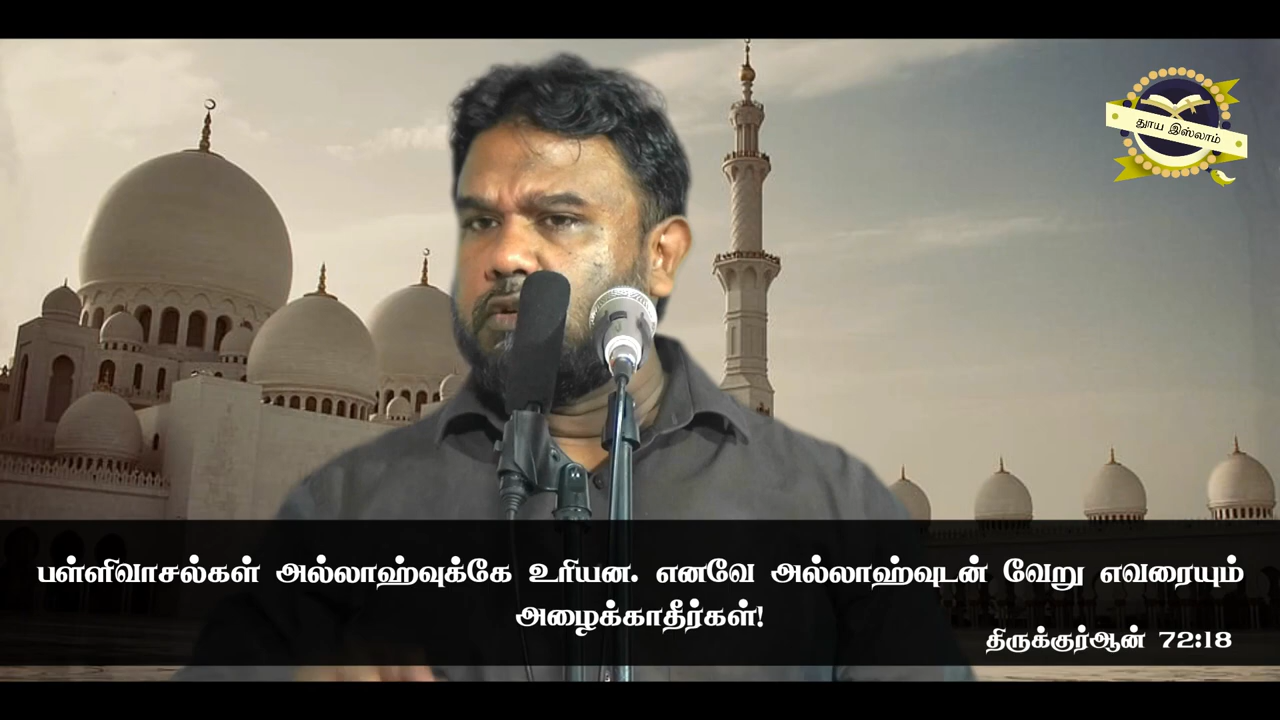 தூய இஸ்லாம்
பள்ளிவாசல்கள் அல்லாஹ்வுக்கே உரியன. எனவே அல்லாஹ்வுடன் வேறு எவரையும்
அழைக்காதீர்கள்!
திருக்குர்ஆன் 72:18